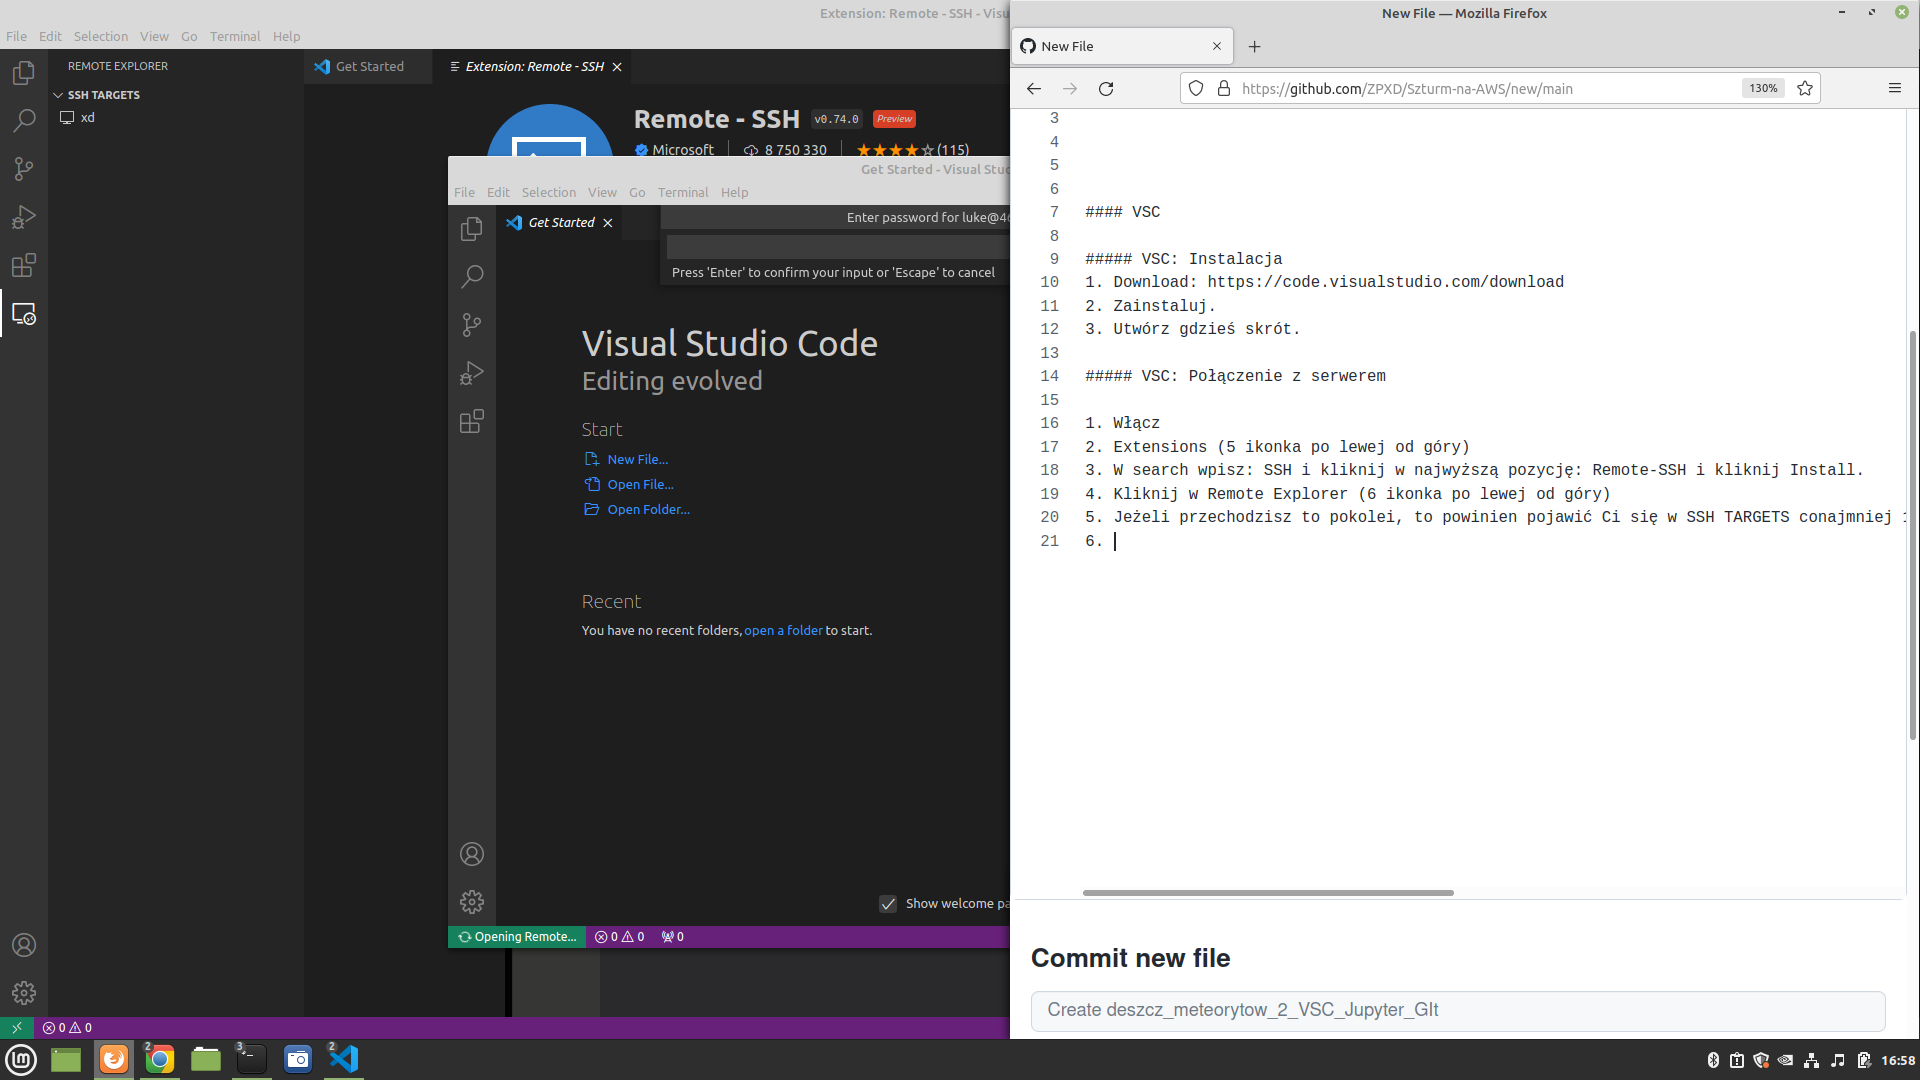 Extension: Remote - SSH - Visu
File Edit Selection View Go Terminal Help
REMOTE EXPLORER
SSH TARGETS
xd
Get Started
Extension: Remote - SSH
Remote - SSH v0.74.0 Preview
Microsoft 8 750 330 (115)
Get Started - Visual Stud
File Edit Selection View Go Terminal Help
Get Started
Enter password for luke@4
Press 'Enter' to confirm your input or 'Escape' to cancel
Visual Studio Code
Editing evolved
Start
New File...
Open File...
Open Folder...
Recent
You have no recent folders, open a folder to start.
Show welcome pa
Opening Remote... 0 0 0
0 0
New File — Mozilla Firefox
New File
https://github.com/ZPXD/Szturm-na-AWS/new/main 130%
3
4
5
6
7 #### VSC
8
9 ##### VSC: Instalacja
10 1. Download: https://code.visualstudio.com/download
11 2. Zainstaluj.
12 3. Utwórz gdzieś skrót.
13
14 ##### VSC: Połączenie z serwerem
15
16 1. Włącz
17 2. Extensions (5 ikonka po lewej od góry)
18 3. W search wpisz: SSH i kliknij w najwyższą pozycję: Remote-SSH i kliknij Install.
19 4. Kliknij w Remote Explorer (6 ikonka po lewej od góry)
20 5. Jeżeli przechodzisz to pokolei, to powinien pojawić Ci się w SSH TARGETS conajmniej
21 6.
Commit new file
Create deszcz_meteorytow_2_VSC_Jupyter_GIt
2 3 2 16:58